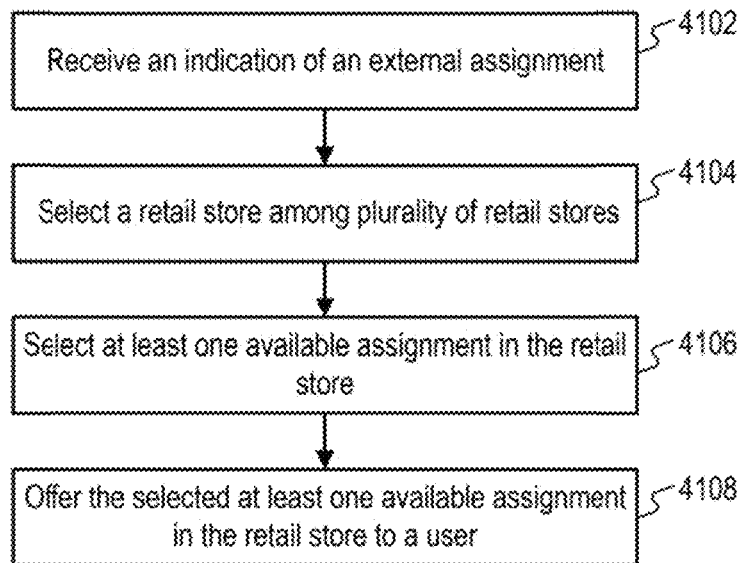 Receive an indication of an external assignment
4102
Select a retail store among plurality of retail stores
4104
Select at least one available assignment in the retail
store
4106
Offer the selected at least one available assignment
in the retail store to a user
4108